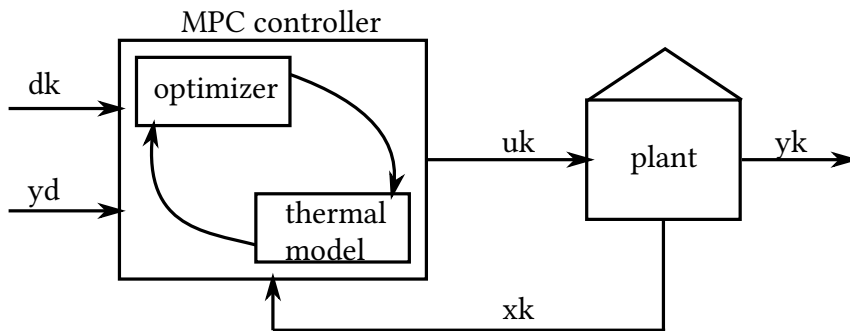 MPC controller
dk
optimizer
uk
plant
yk
yd
thermal
model
xk